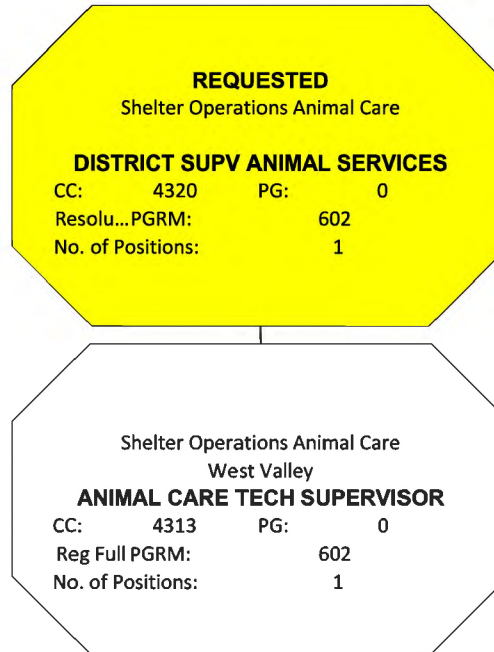 REQUESTED
Shelter Operations Animal Care
DISTRICT SUPV ANIMAL SERVICES
CC: 4320 PG: 0
Resolu...PGRM: 602
No. of Positions: 1
Shelter Operations Animal Care
West Valley
ANIMAL CARE TECH SUPERVISOR
CC: 4313 PG: 0
Reg Full PGRM: 602
No. of Positions: 1